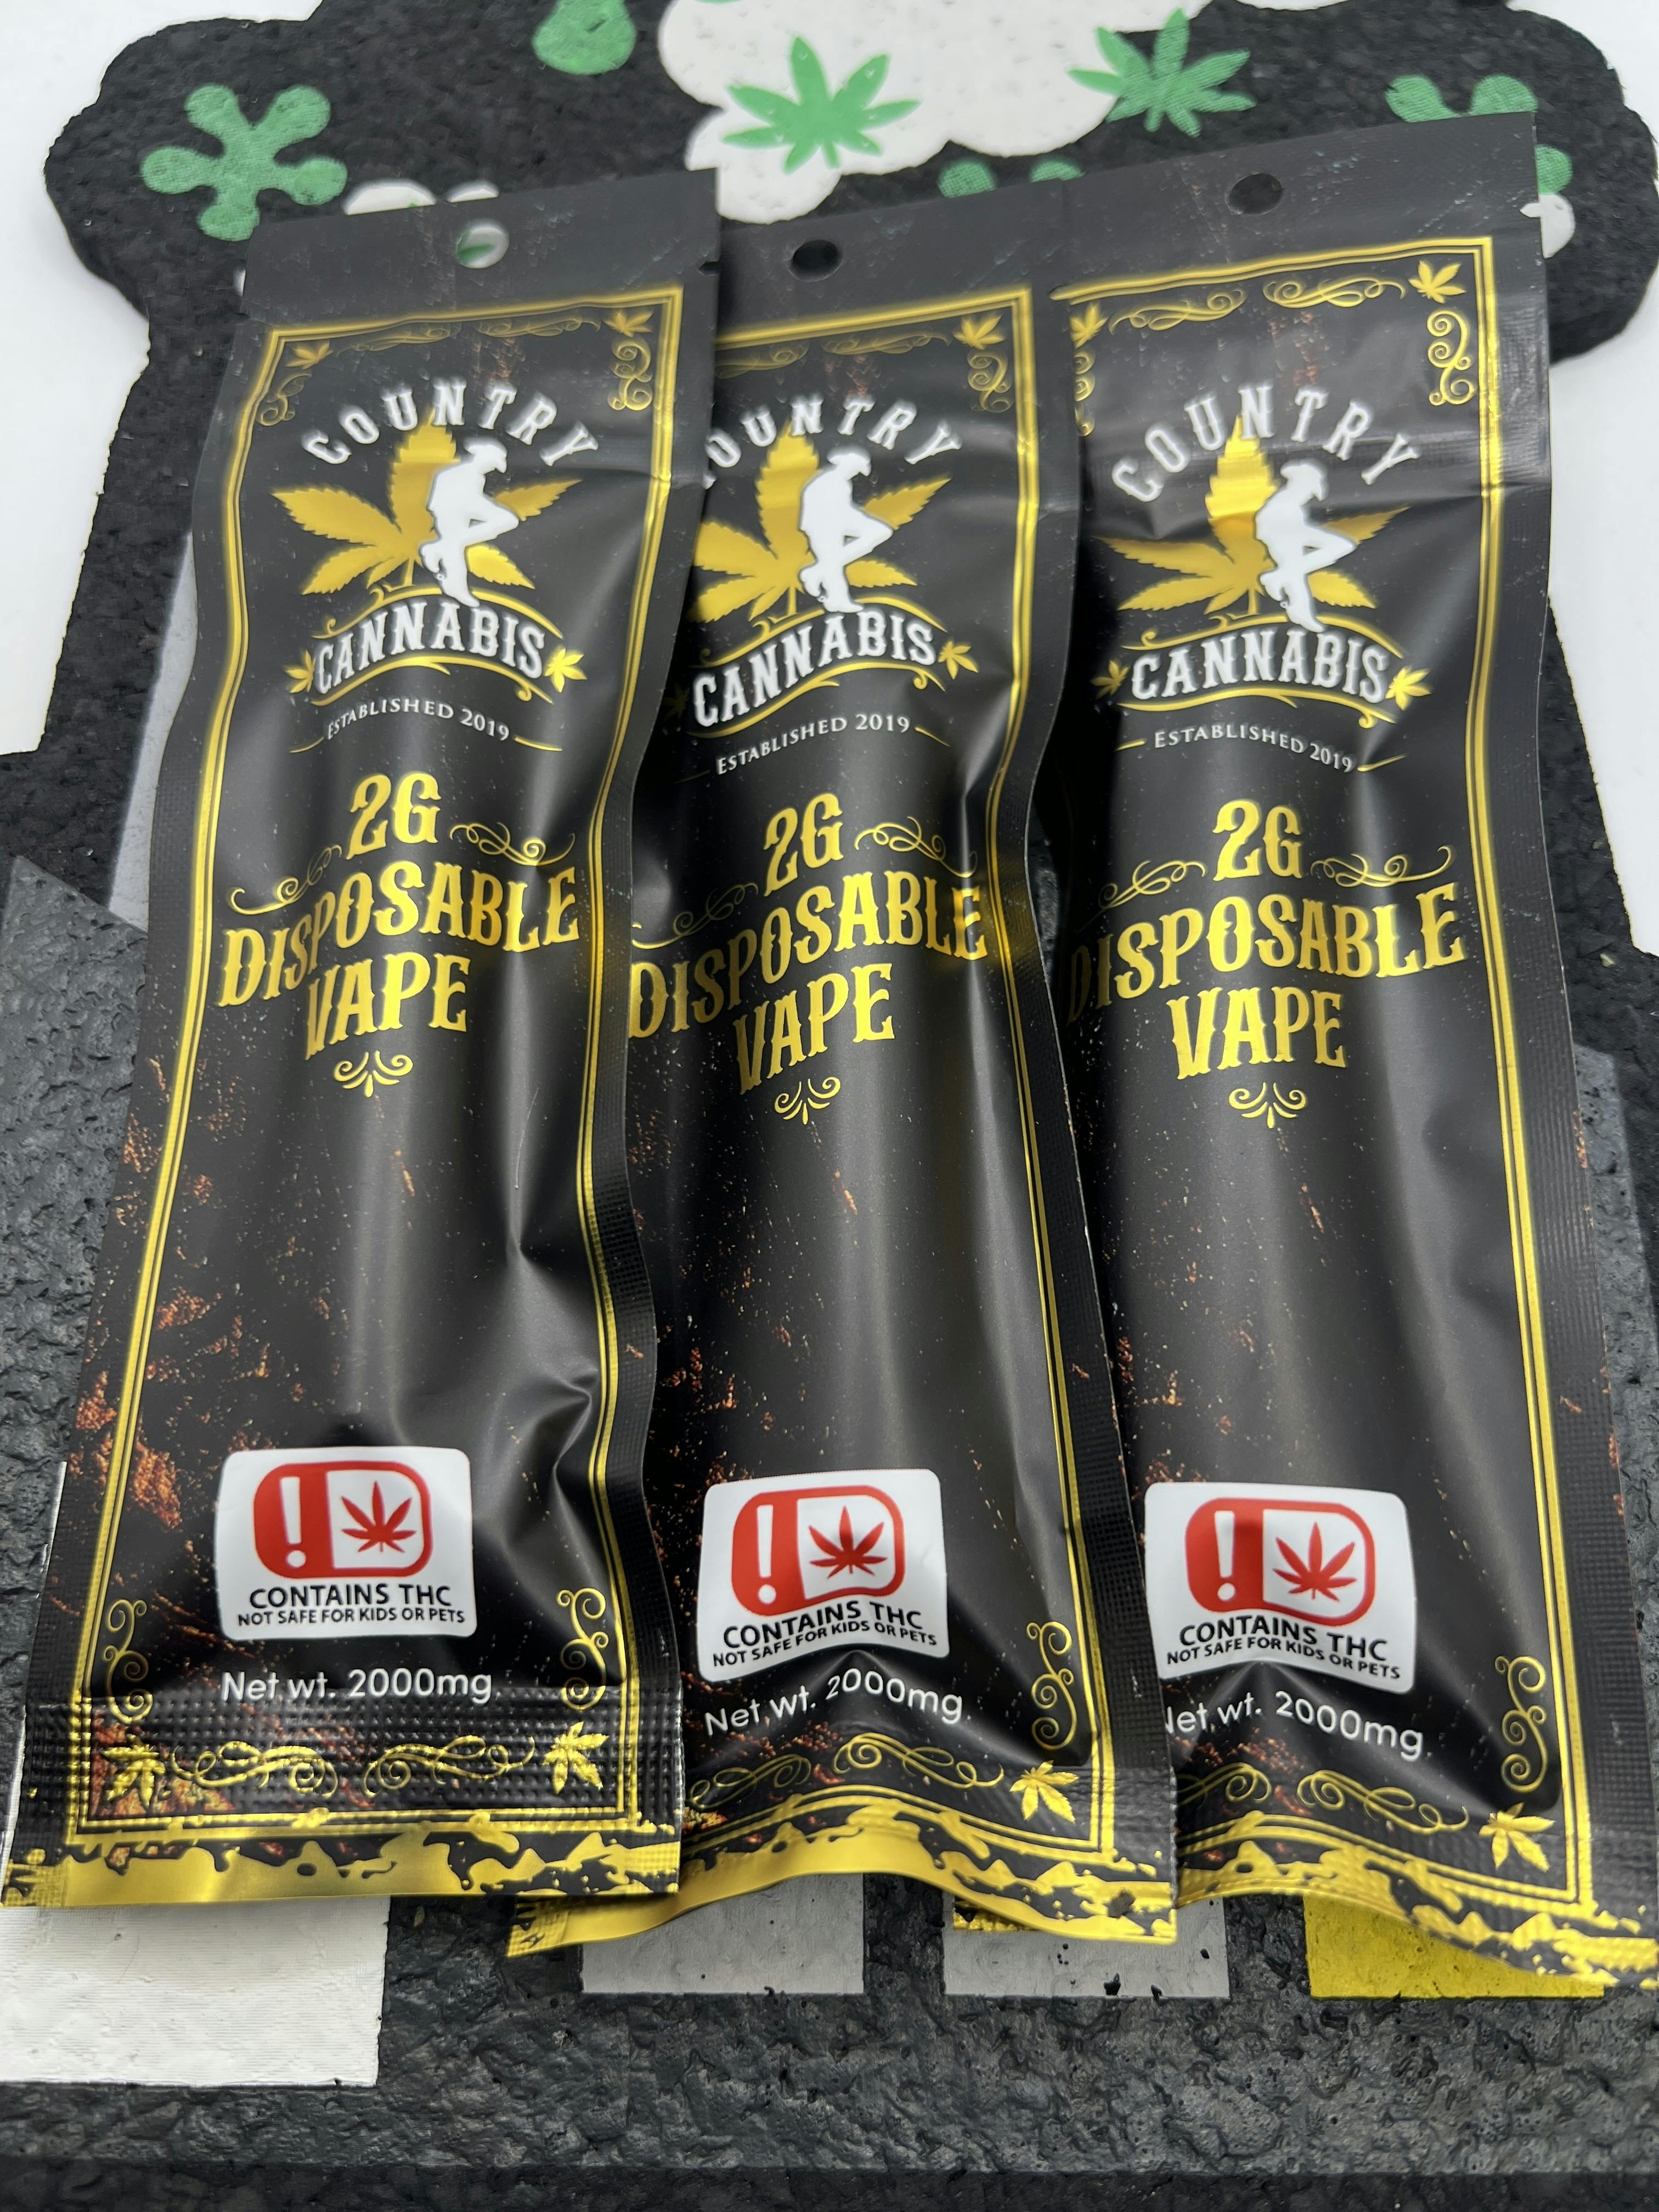 COUNTRY
CANNABIS
ESTABLISHED 2019
2G
DISPOSABLE
VAPE
!
CONTAINS THC
NOT SAFE FOR KIDS OR PETS
Net wt. 2000mg
COUNTRY
CANNABIS
ESTABLISHED 2019
2G
DISPOSABLE
VAPE
!
CONTAINS THC
NOT SAFE FOR KIDS OR PETS
Net wt. 2000mg
COUNTRY
CANNABIS
ESTABLISHED 2019
2G
DISPOSABLE
VAPE
!
CONTAINS THC
NOT SAFE FOR KIDS OR PETS
Net wt. 2000mg